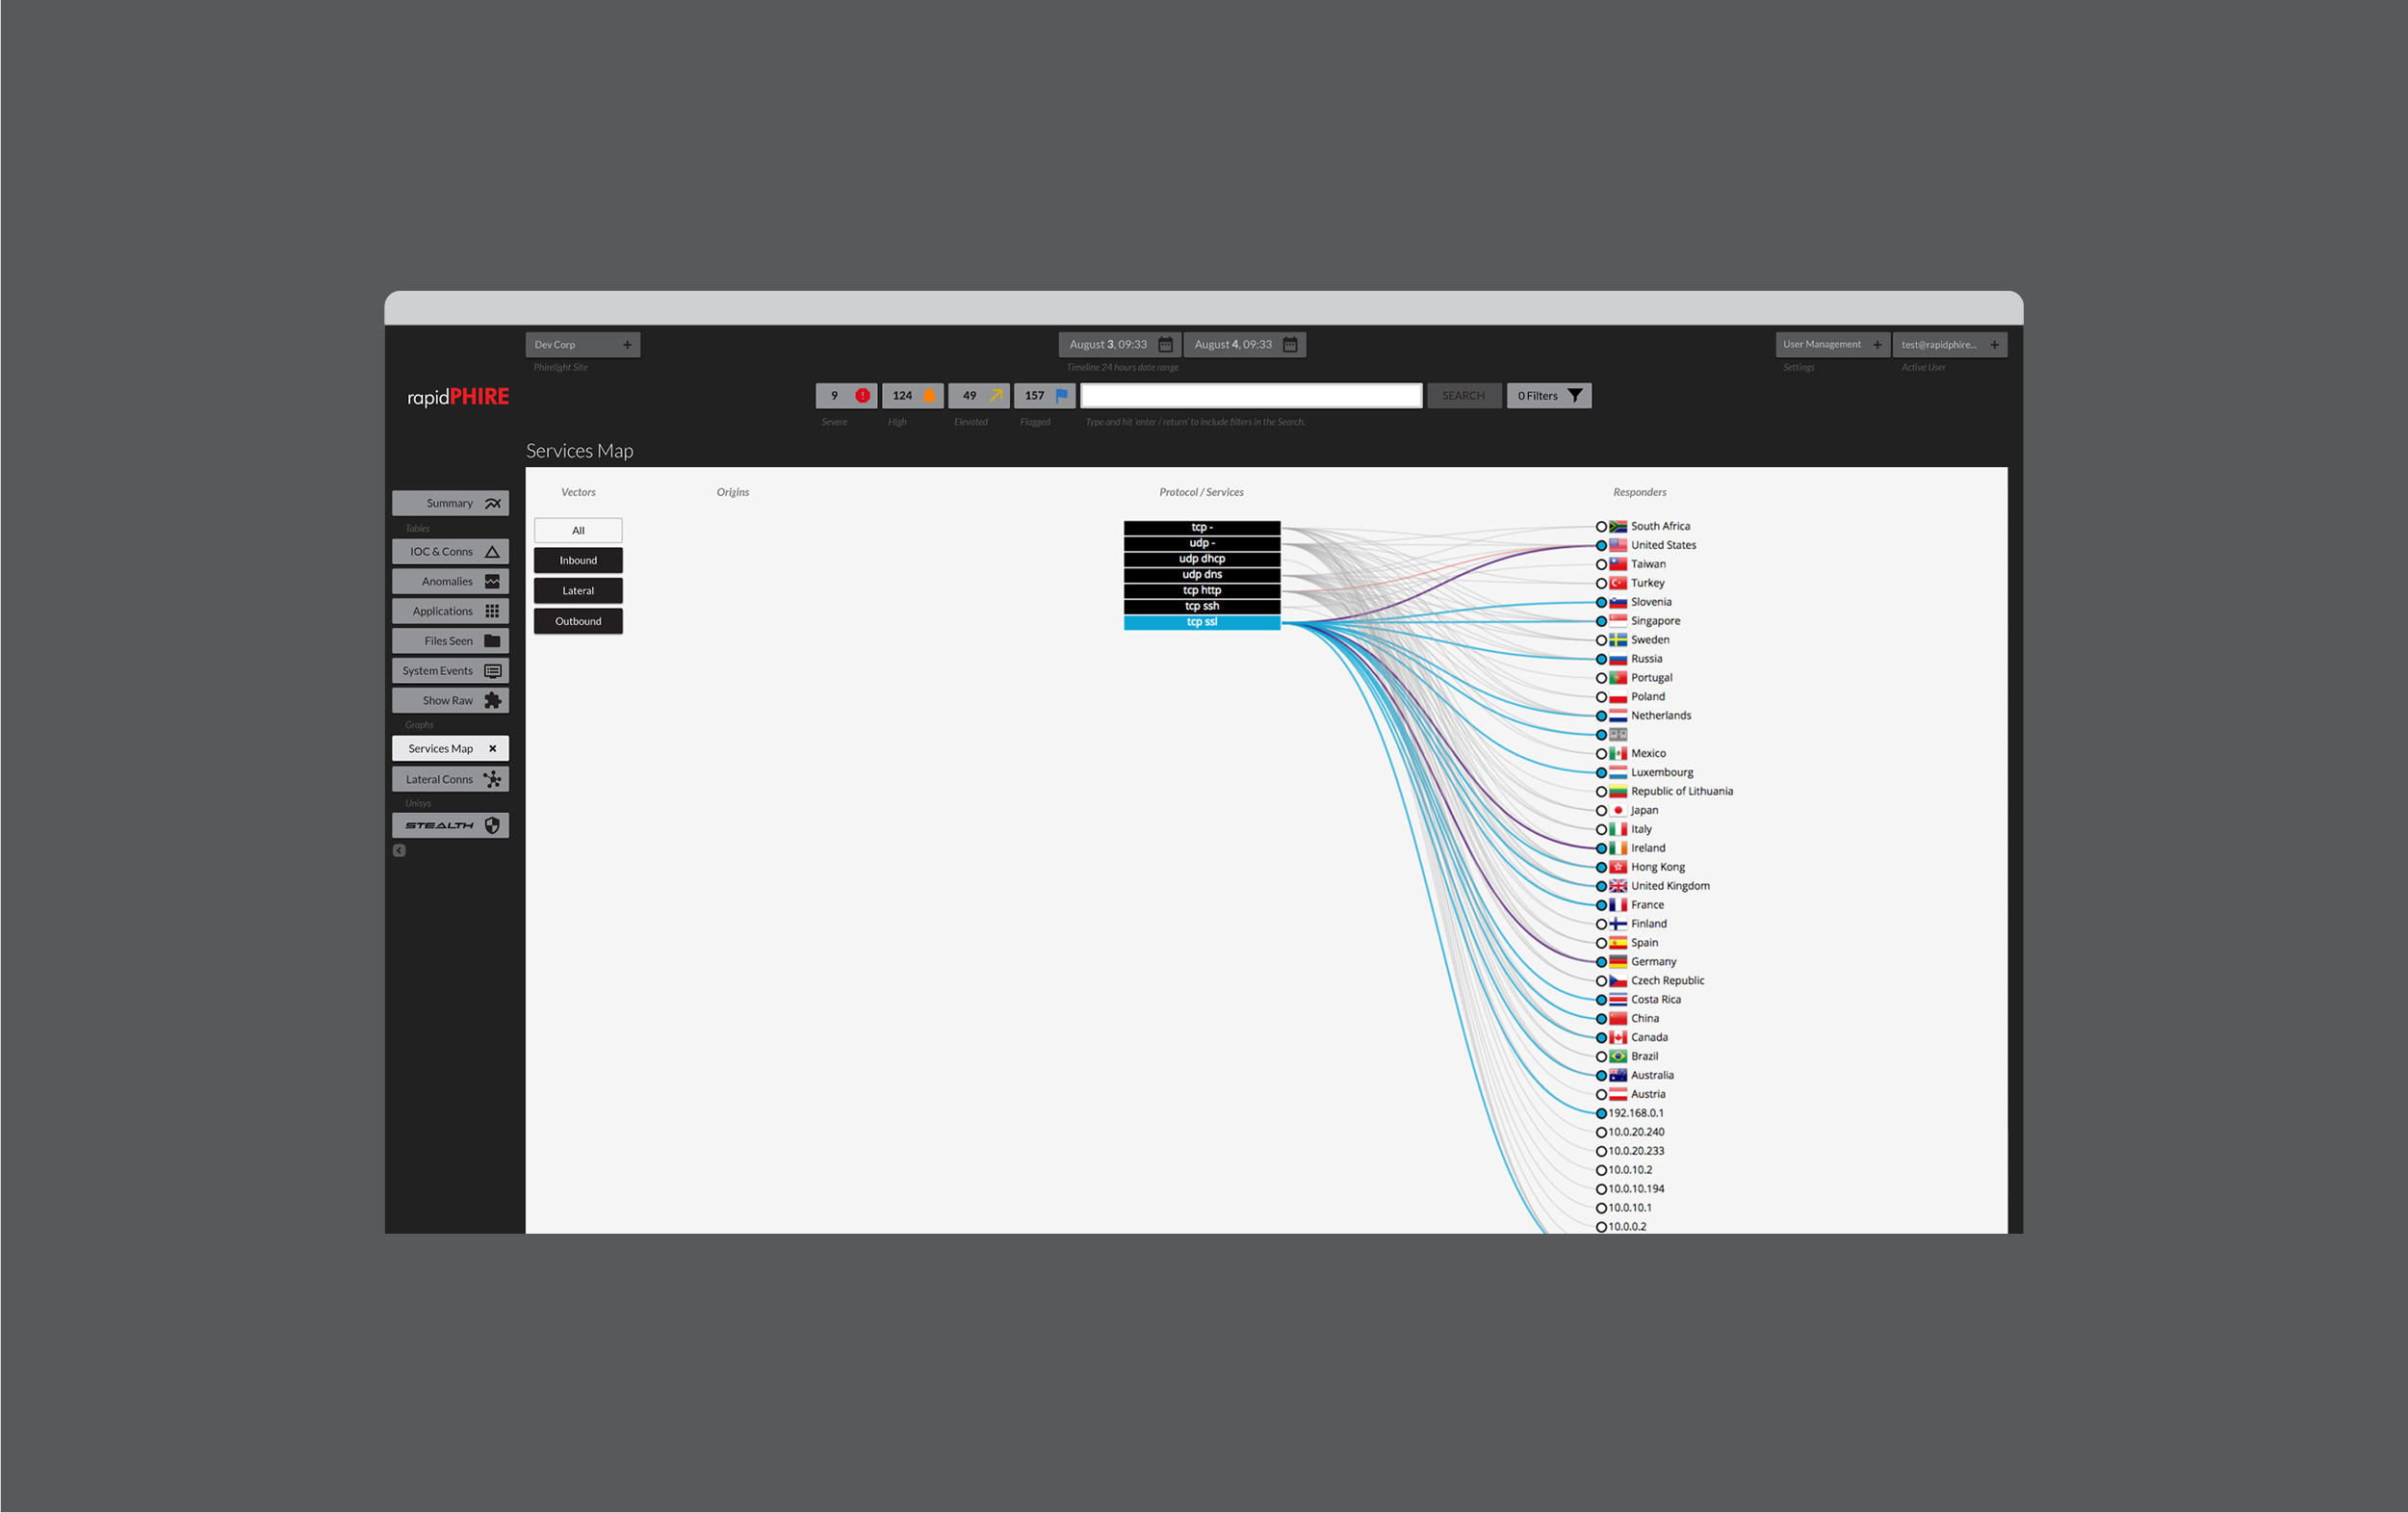 Dev Corp +
August 3, 09:33
August 4, 09:33
User Management +
test@rapidphire... +
Phirelight Site
Timeline 24 hours date range
Settings
Active User
rapidPHIRE
9
124
49
157
SEARCH
0 Filters
Severe
High
Elevated
Flagged
Type and hit 'enter / return' to include filters in the Search.
Services Map
Summary
Tables
IOC & Conns
Anomalies
Applications
Files Seen
System Events
Show Raw
Graphs
Services Map
Lateral Conns
Unisys
STEALTH
Vectors
All
Inbound
Lateral
Outbound
Origins
Protocol / Services
tcp -
udp -
udp dhcp
udp dns
tcp http
tcp ssh
tcp ssl
Responders
South Africa
United States
Taiwan
Turkey
Slovenia
Singapore
Sweden
Russia
Portugal
Poland
Netherlands
Mexico
Luxembourg
Republic of Lithuania
Japan
Italy
Ireland
Hong Kong
United Kingdom
France
Finland
Spain
Germany
Czech Republic
Costa Rica
China
Canada
Brazil
Australia
Austria
192.168.0.1
10.0.20.240
10.0.20.233
10.0.10.2
10.0.10.194
10.0.10.1
10.0.0.2